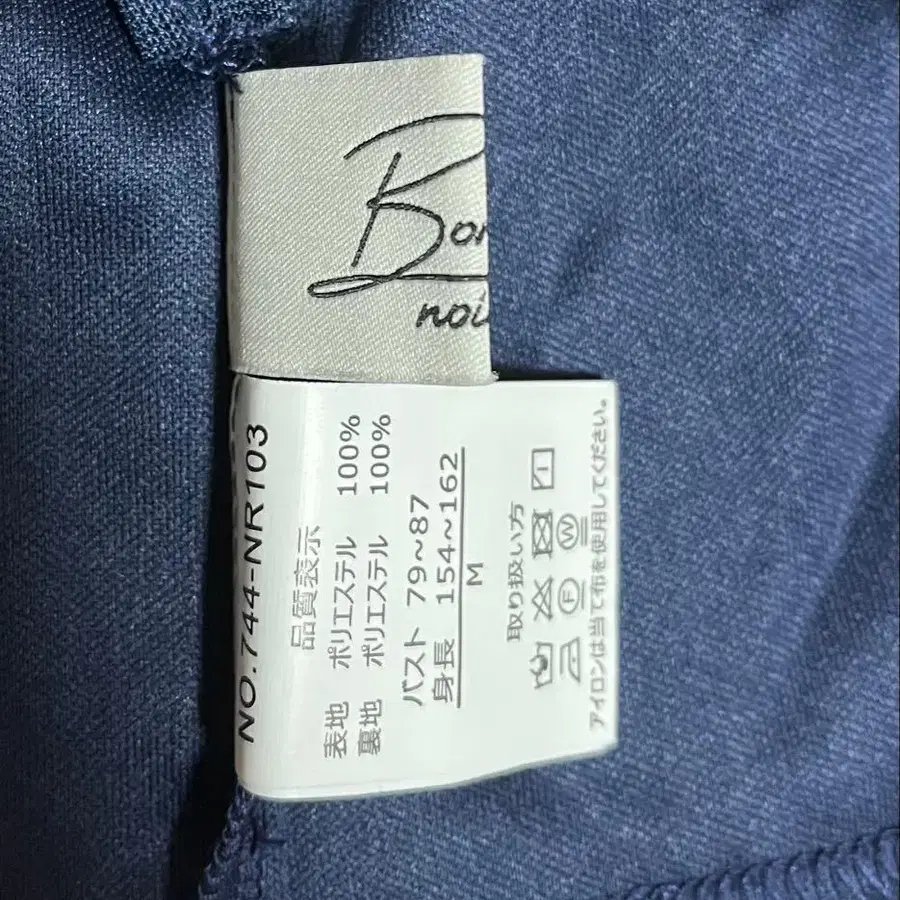 NO.744-NR103
品質表示
表地 ポリエステル 100%
裏地 ポリエステル 100%
バスト 79~87
身長 154~162
M
取り扱い方
F W
アイロンは当て布を使用してください。